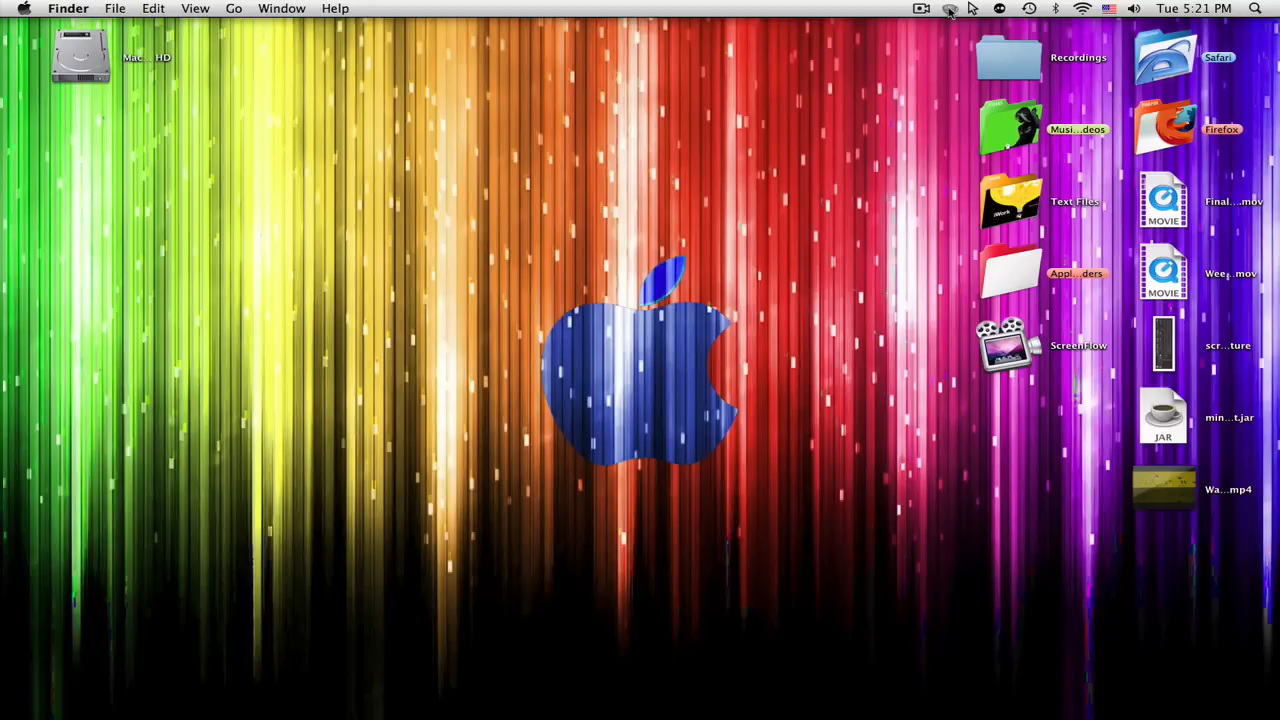 Finder File Edit View Go Window Help Tue 5:21 PM
Mac... HD
Recordings
Safari
Musi...deos
Firefox
iWork
Text Files
Final....mov
MOVIE
Appl...ders
Wee....mov
MOVIE
ScreenFlow
scr...ture
min...t.jar
JAR
Wa...mp4